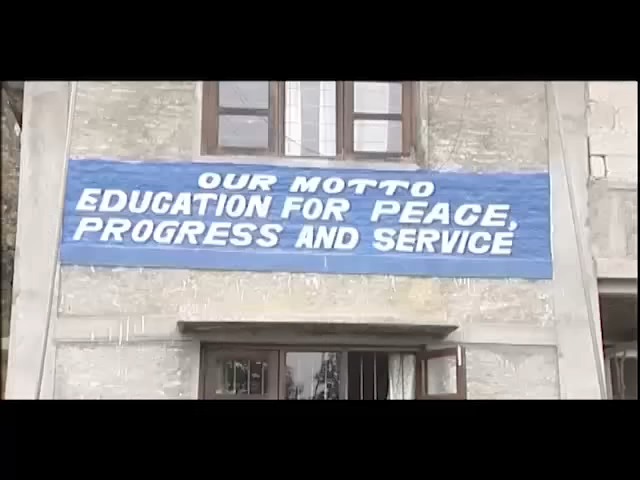 OUR MOTTO
EDUCATION FOR PEACE,
PROGRESS AND SERVICE